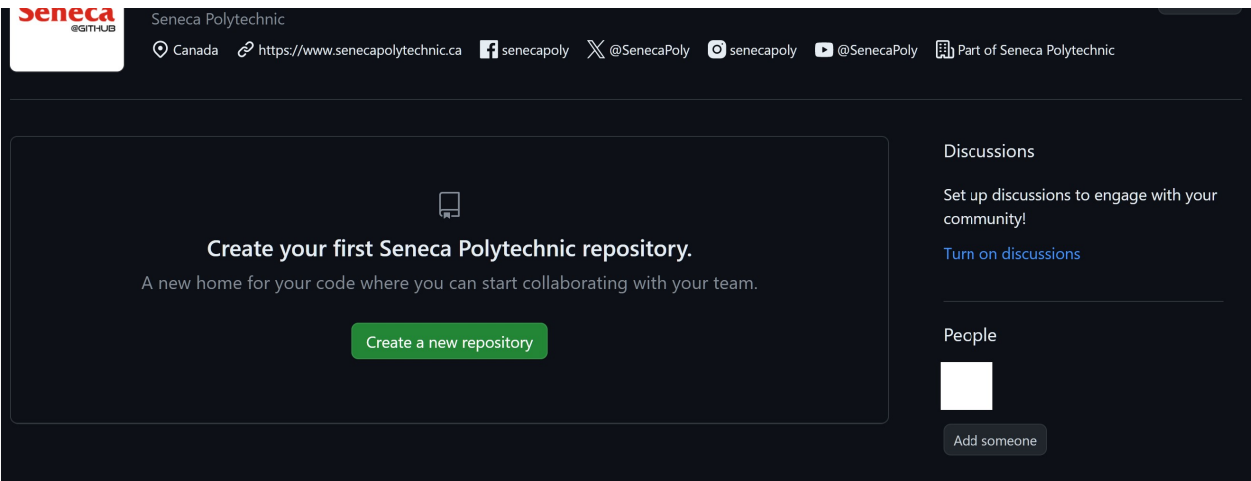 Seneca
@GITHUB
Seneca Polytechnic
Canada https://www.senecapolytechnic.ca senecapoly @SenecaPoly senecapoly @SenecaPoly Part of Seneca Polytechnic
Create your first Seneca Polytechnic repository.
A new home for your code where you can start collaborating with your team.
Create a new repository
Discussions
Set up discussions to engage with your
community!
Turn on discussions
People
Add someone